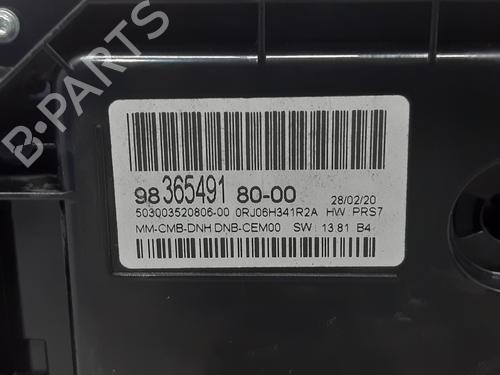 B-PARTS
98 365491 80-00 28/02/20
503003520806-00 0RJ06H341R2A HW PRS7
MM-CMB-DNH DNB-CEM00 SW: 13.81 B4